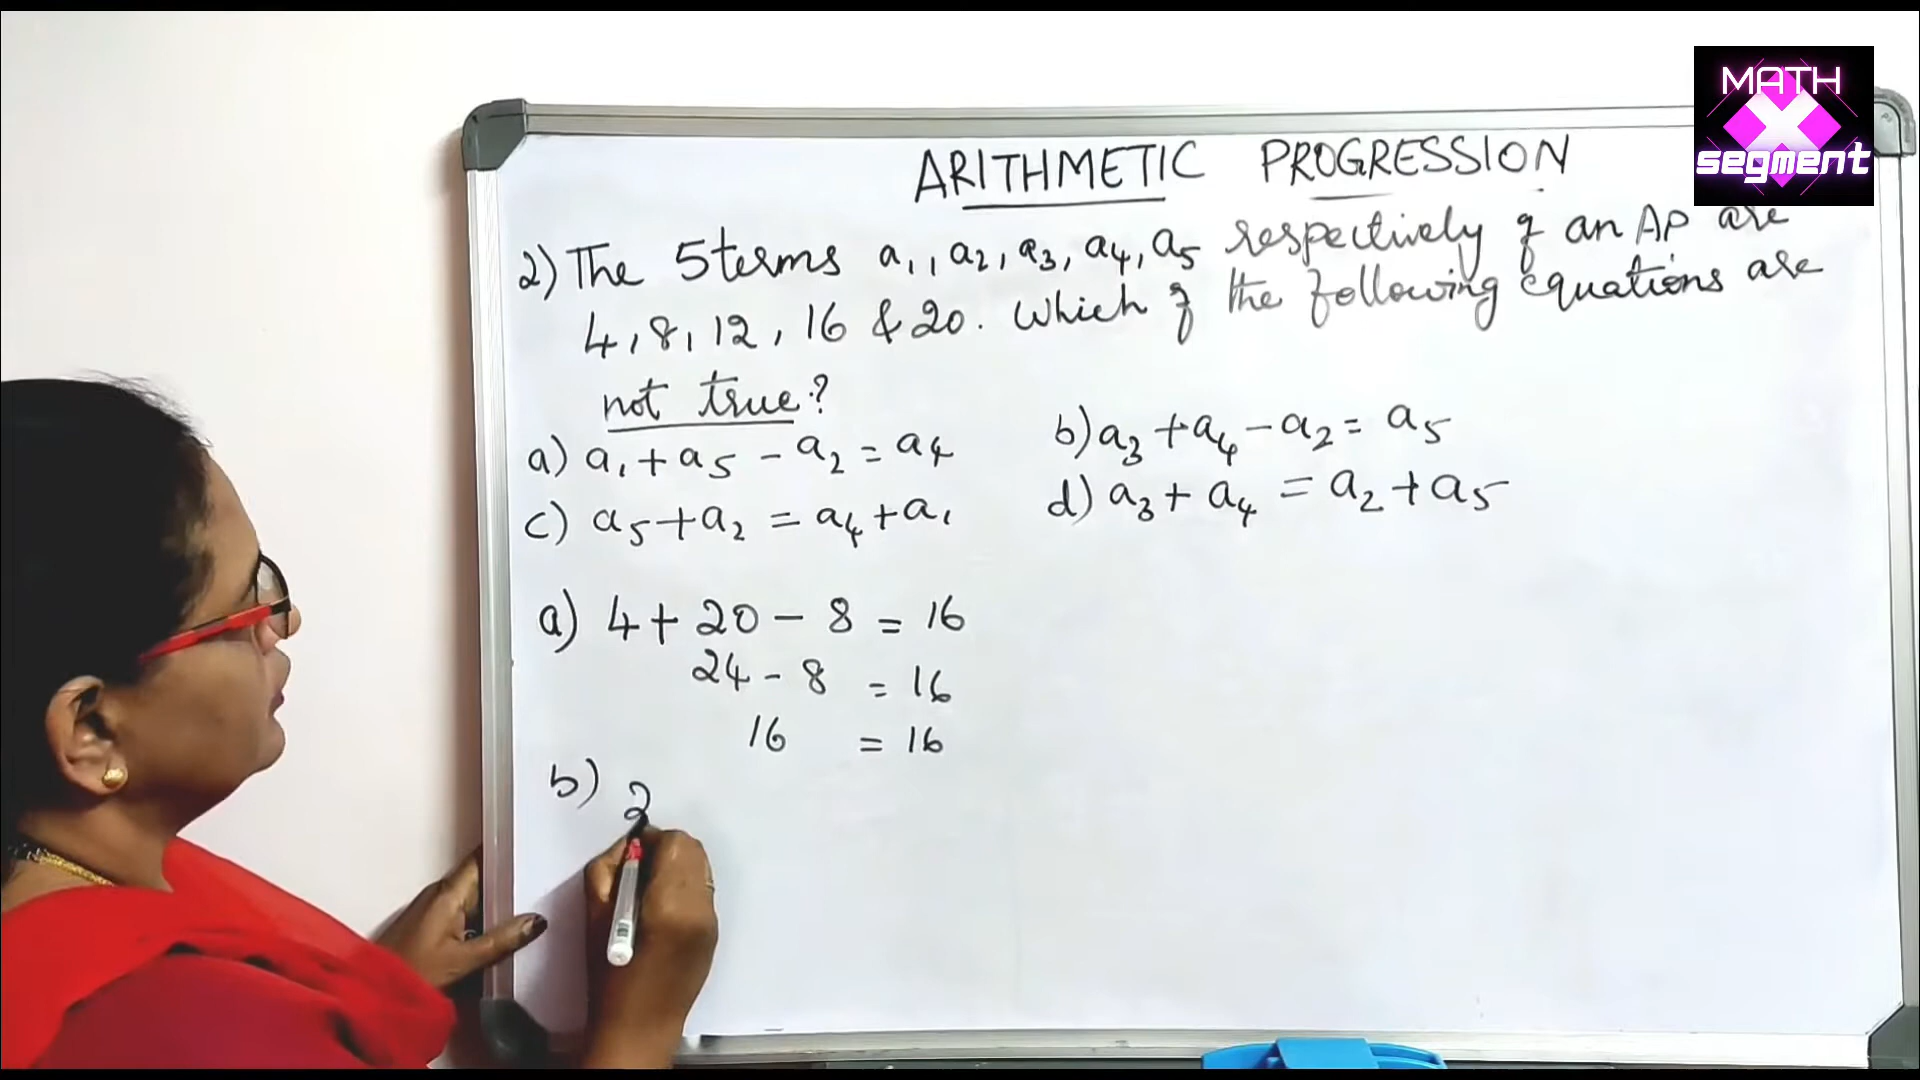 MATH
X
segment
ARITHMETIC PROGRESSION
2) The 5 terms a₁, a₂, a₃, a₄, a₅ respectively of an AP are
4, 8, 12, 16 & 20. Which of the following equations are
not true?
a) a₁ + a₅ - a₂ = a₄ b) a₃ + a₄ - a₂ = a₅
c) a₅ + a₂ = a₄ + a₁ d) a₃ + a₄ = a₂ + a₅
a) 4 + 20 - 8 = 16
24 - 8 = 16
16 = 16
b) 2